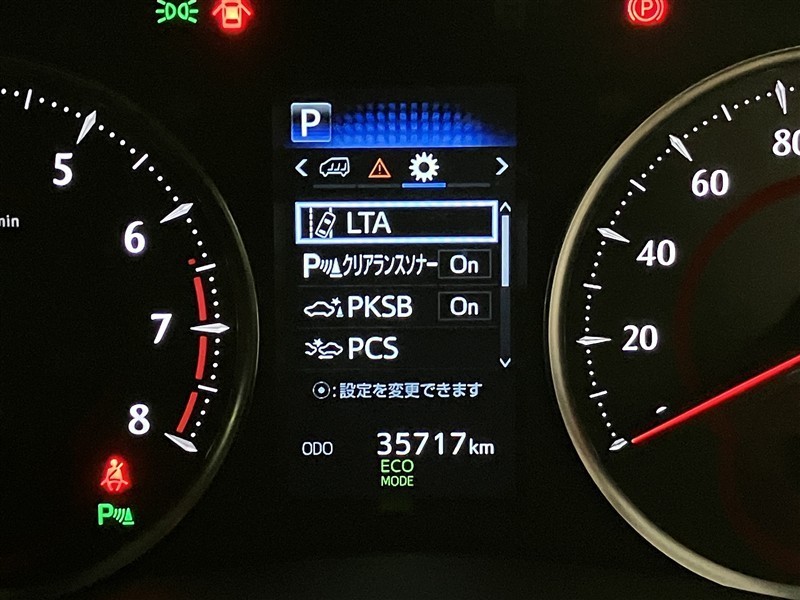 P
P
5
6
7
8
min
LTA
Pクリアランスソナー On
PKSB On
PCS
:設定を変更できます
ODO 35717km
ECO
MODE
P
80
60
40
20